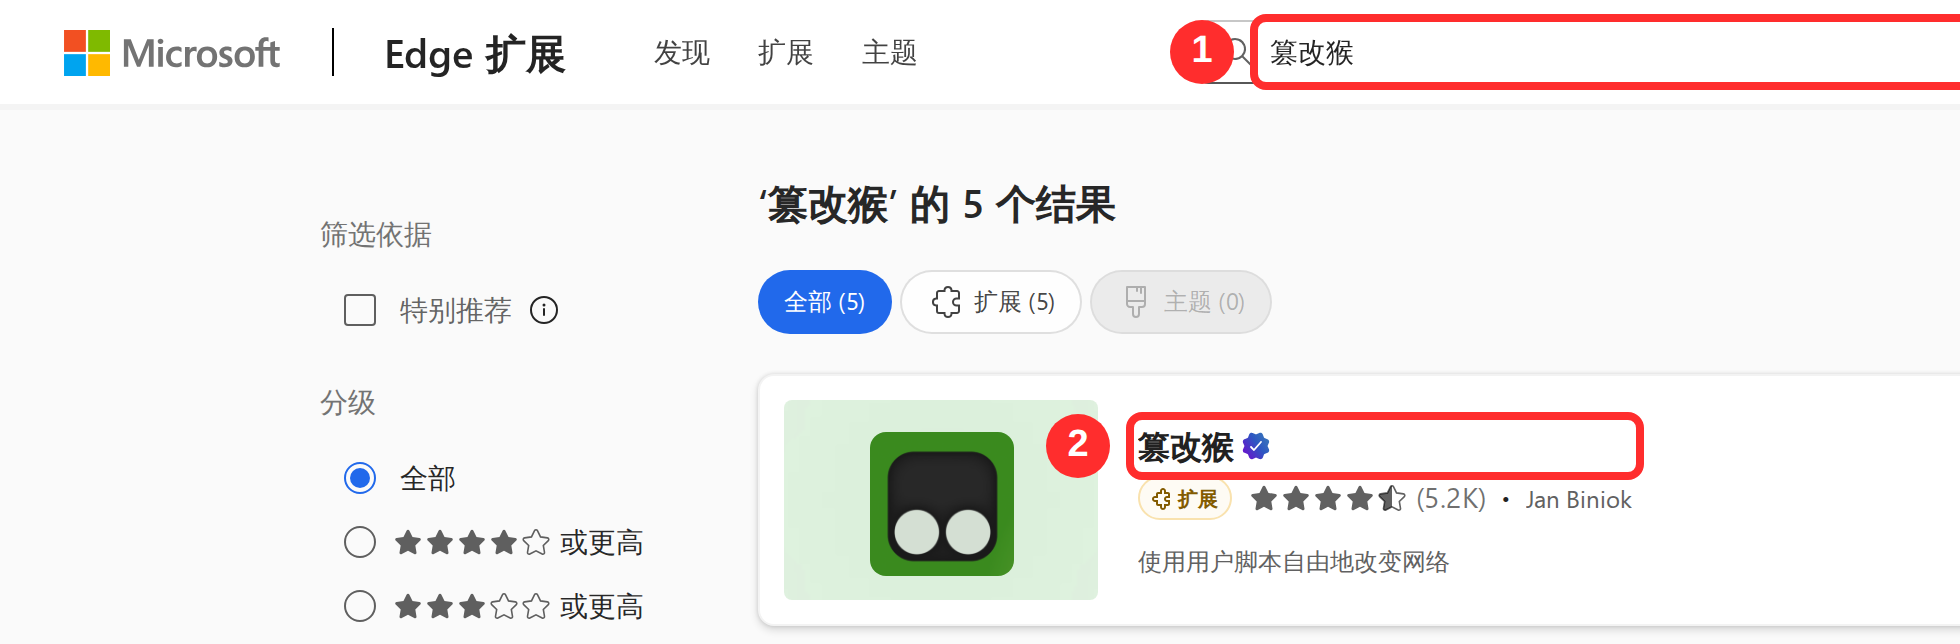 Microsoft
Edge 扩展
发现
扩展
主题
1
篡改猴
‘篡改猴’ 的 5 个结果
筛选依据
特别推荐
分级
全部
或更高
或更高
全部 (5)
扩展 (5)
主题 (0)
2
篡改猴
扩展
(5.2K) • Jan Biniok
使用用户脚本自由地改变网络